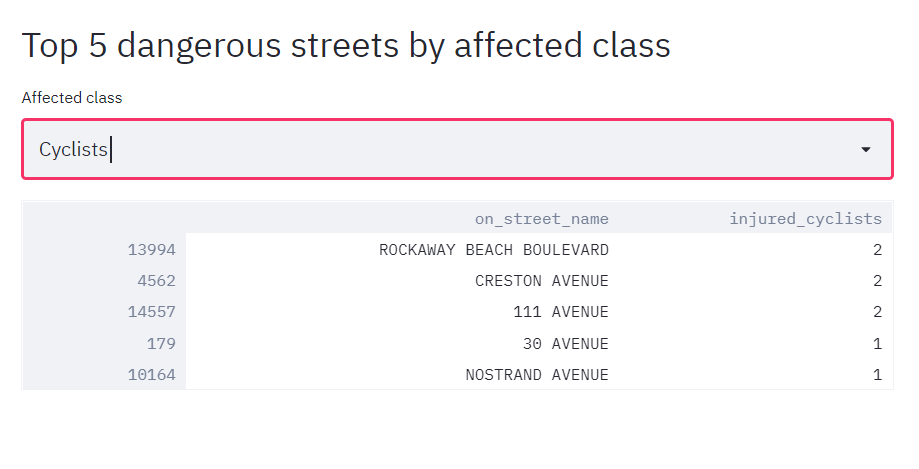 Top 5 dangerous streets by affected class
Affected class
Cyclists
on_street_name injured_cyclists
13994 ROCKAWAY BEACH BOULEVARD 2
4562 CRESTON AVENUE 2
14557 111 AVENUE 2
179 30 AVENUE 1
10164 NOSTRAND AVENUE 1